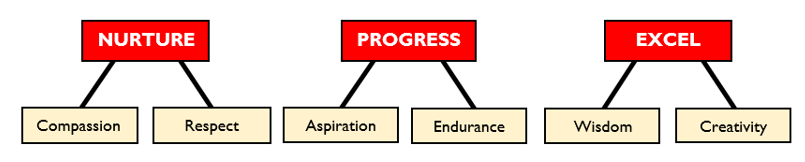 NURTURE
PROGRESS
EXCEL
Compassion
Respect
Aspiration
Endurance
Wisdom
Creativity